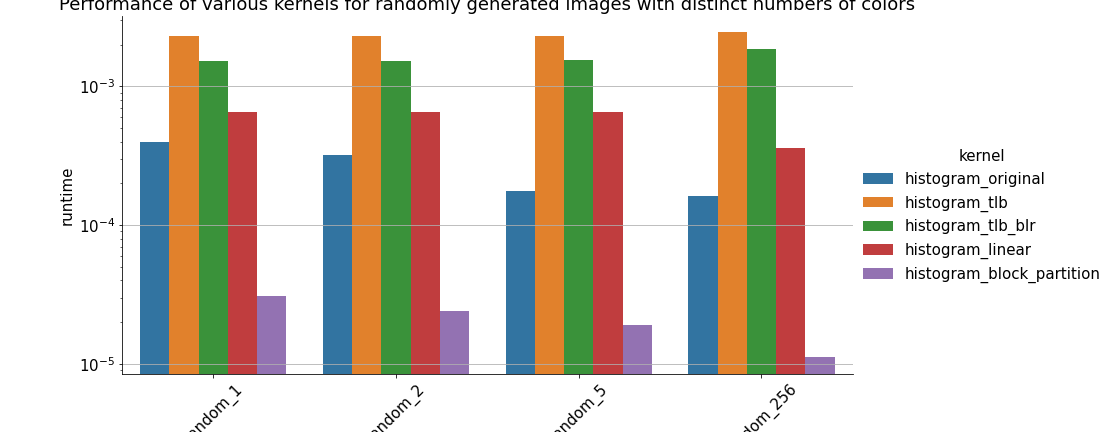 Performance of various kernels for randomly generated images with distinct numbers of colors
runtime
10⁻³
10⁻⁴
10⁻⁵
andom_1
andom_2
andom_5
dom_256
kernel
histogram_original
histogram_tlb
histogram_tlb_blr
histogram_linear
histogram_block_partition